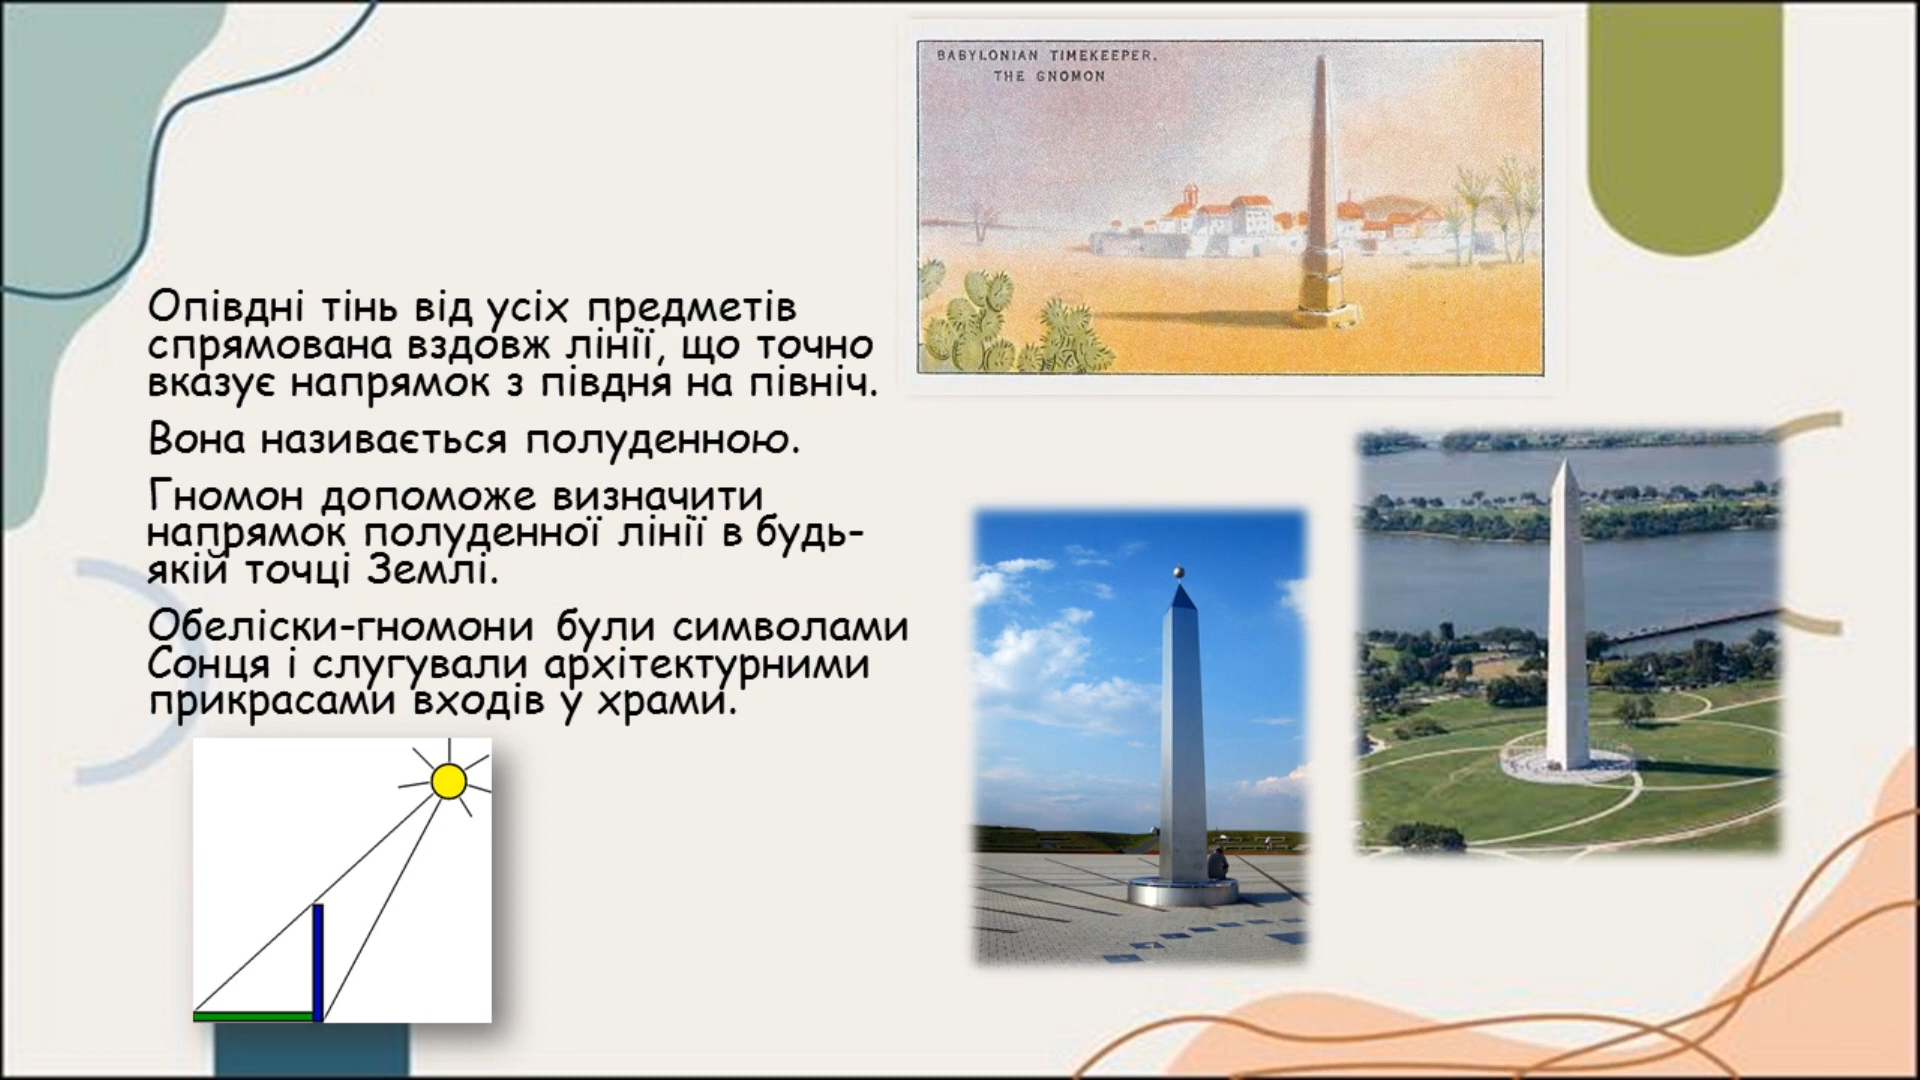 BABYLONIAN TIMEKEEPER.
THE GNOMON
Опівдні тінь від усіх предметів
спрямована вздовж лінії, що точно
вказує напрямок з півдня на північ.
Вона називається полуденною.
Гномон допоможе визначити
напрямок полуденної лінії в будь-
якій точці Землі.
Обеліски-гномони були символами
Сонця і слугували архітектурними
прикрасами входів у храми.